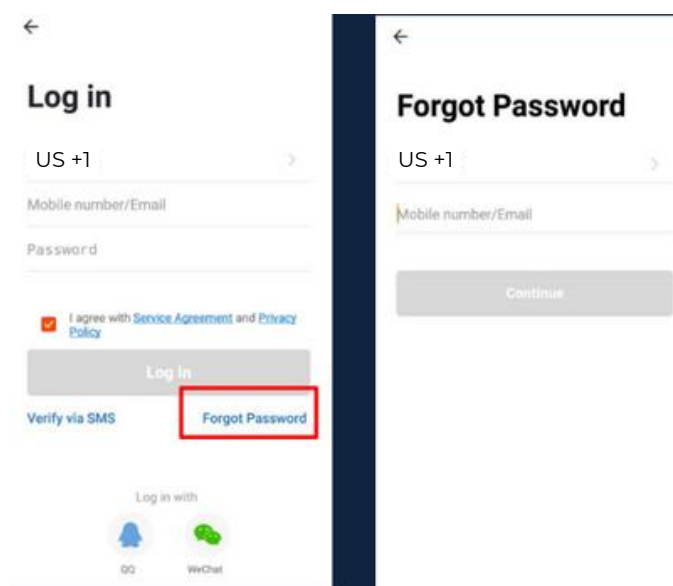 Log in
US +1
Mobile number/Email
Password
I agree with Service Agreement and Privacy
Policy
Log in
Verify via SMS
Forgot Password
Log in with
QQ
WeChat
Forgot Password
US +1
Mobile number/Email
Continue